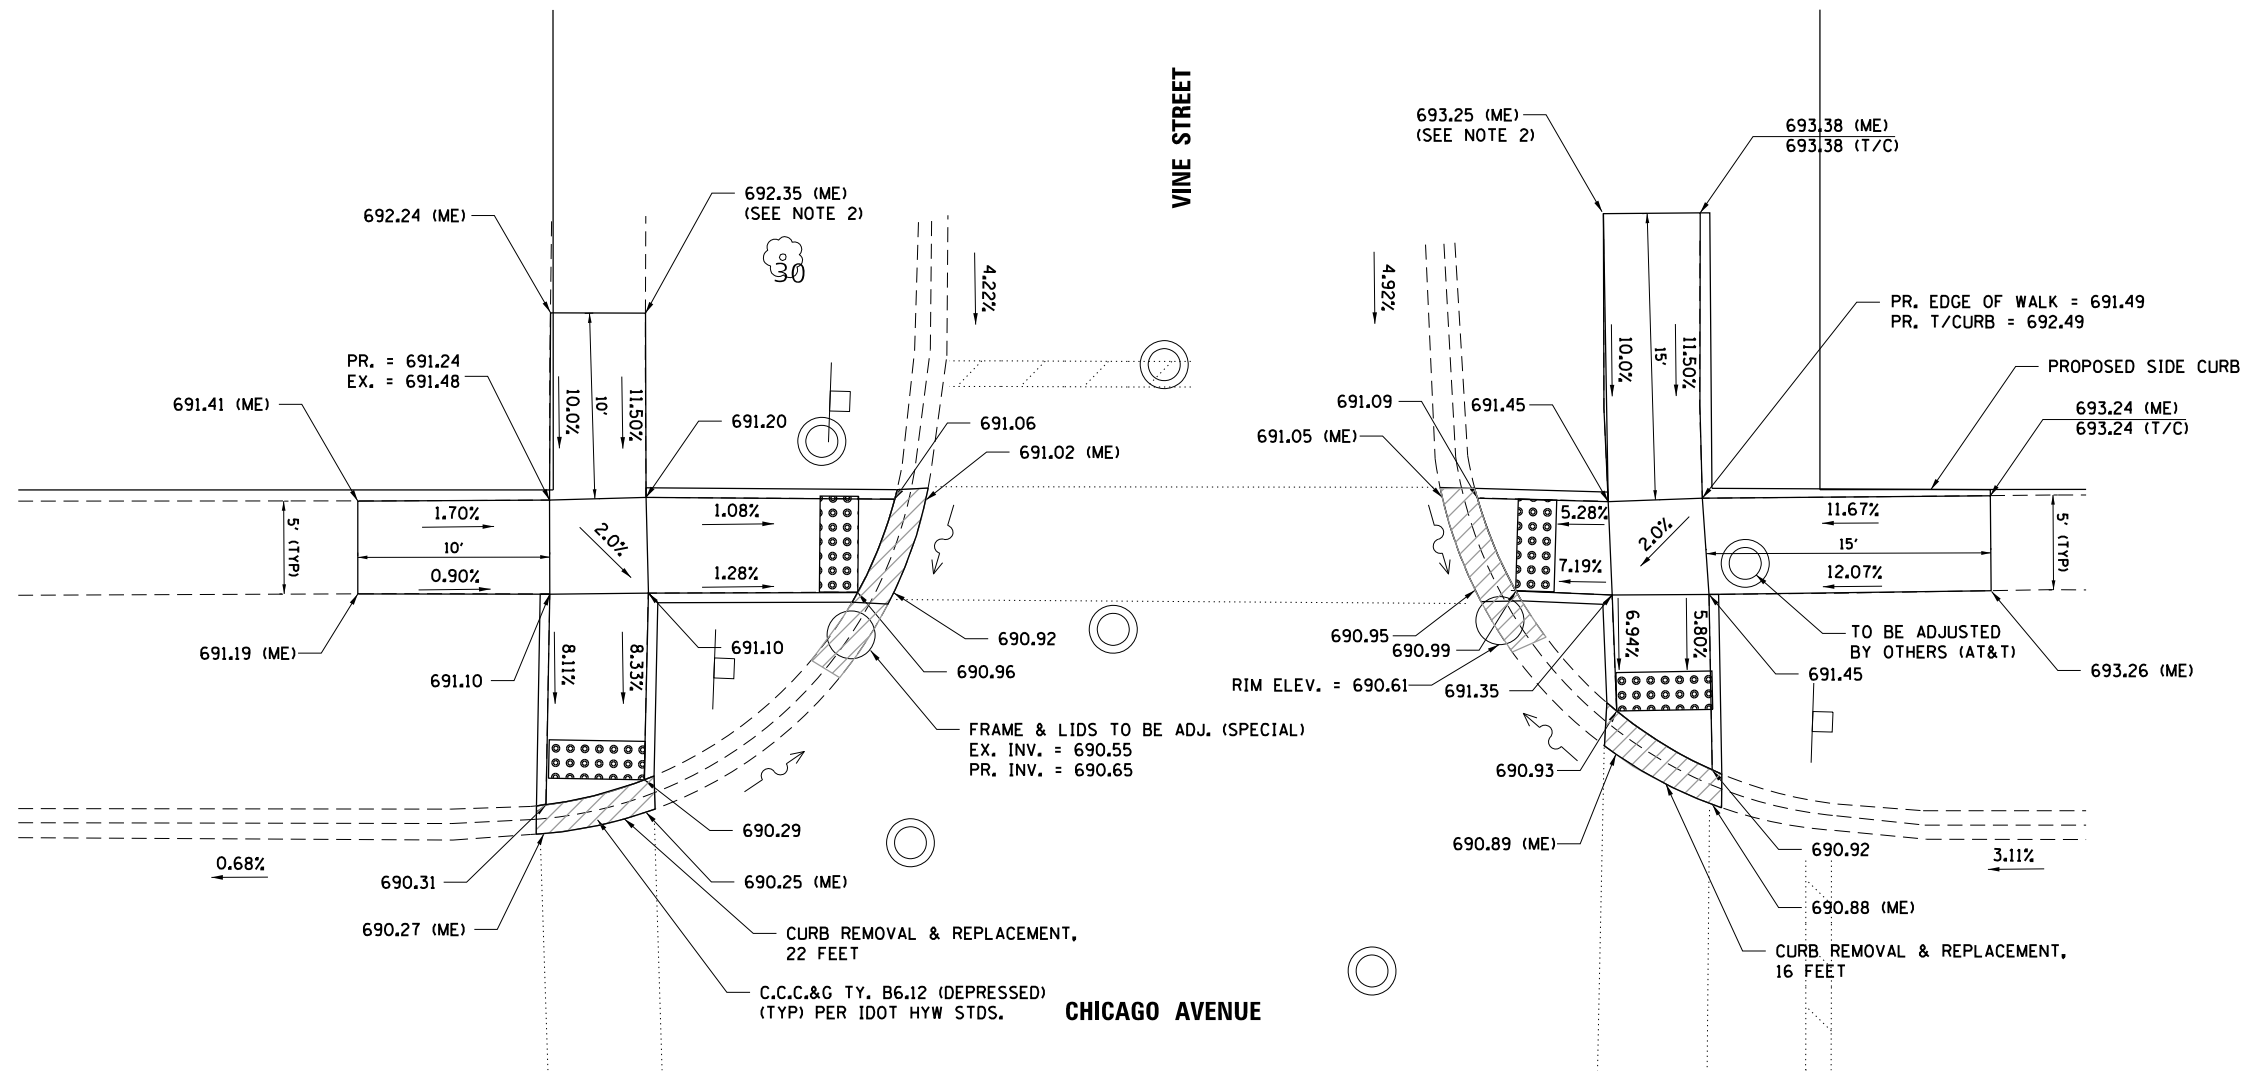 VINE STREET
693.25 (ME)
(SEE NOTE 2)
693.38 (ME)
693.38 (T/C)
692.24 (ME)
692.35 (ME)
(SEE NOTE 2)
30
4.22%
4.92%
PR. EDGE OF WALK = 691.49
PR. T/CURB = 692.49
PR. = 691.24
EX. = 691.48
PROPOSED SIDE CURB
691.41 (ME)
10.0%
10'
11.50%
691.20
691.06
691.02 (ME)
691.09
691.05 (ME)
691.45
10.0%
15'
11.50%
693.24 (ME)
693.24 (T/C)
5' (TYP)
1.70%
10'
0.90%
2.0%
1.08%
1.28%
5.28%
7.19%
2.0%
11.67%
15'
12.07%
5' (TYP)
691.19 (ME)
691.10
8.11%
8.33%
691.10
690.92
690.96
690.95
690.99
RIM ELEV. = 690.61
691.35
6.94%
5.80%
691.45
TO BE ADJUSTED
BY OTHERS (AT&T)
693.26 (ME)
FRAME & LIDS TO BE ADJ. (SPECIAL)
EX. INV. = 690.55
PR. INV. = 690.65
690.93
690.29
690.89 (ME)
690.92
0.68%
3.11%
690.31
690.25 (ME)
690.88 (ME)
690.27 (ME)
CURB REMOVAL & REPLACEMENT,
22 FEET
CURB REMOVAL & REPLACEMENT,
16 FEET
C.C.C.&G TY. B6.12 (DEPRESSED)
(TYP) PER IDOT HYW STDS.
CHICAGO AVENUE